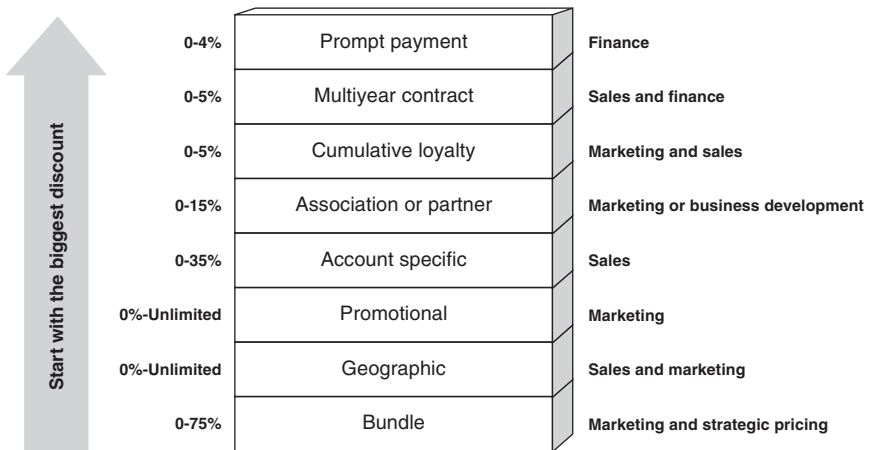 Start with the biggest discount
0-4% Prompt payment Finance
0-5% Multiyear contract Sales and finance
0-5% Cumulative loyalty Marketing and sales
0-15% Association or partner Marketing or business development
0-35% Account specific Sales
0%-Unlimited Promotional Marketing
0%-Unlimited Geographic Sales and marketing
0-75% Bundle Marketing and strategic pricing